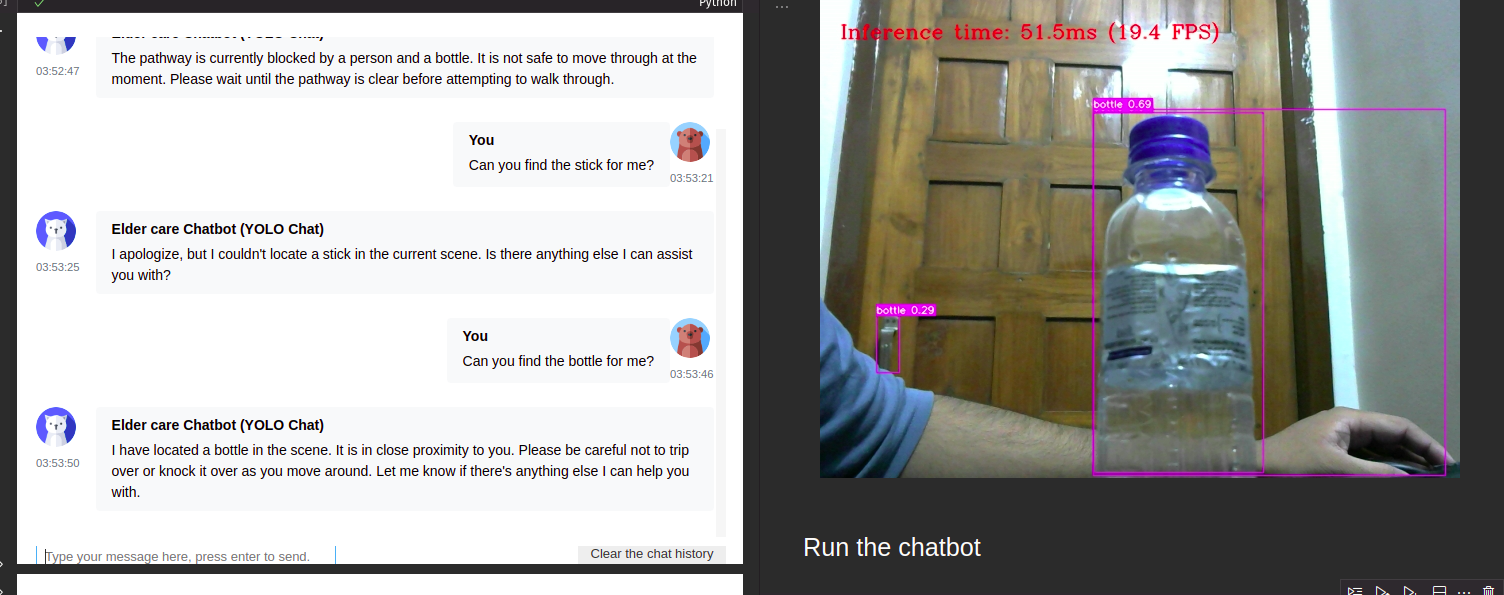 Python
Elder care Chatbot (YOLO Chat)
03:52:47
The pathway is currently blocked by a person and a bottle. It is not safe to move through at the
moment. Please wait until the pathway is clear before attempting to walk through.
You
Can you find the stick for me?
03:53:21
Elder care Chatbot (YOLO Chat)
I apologize, but I couldn't locate a stick in the current scene. Is there anything else I can assist
you with?
03:53:25
You
Can you find the bottle for me?
03:53:46
Elder care Chatbot (YOLO Chat)
I have located a bottle in the scene. It is in close proximity to you. Please be careful not to trip
over or knock it over as you move around. Let me know if there's anything else I can help you
with.
03:53:50
Type your message here, press enter to send.
Clear the chat history
Inference time: 51.5ms (19.4 FPS)
bottle 0.69
bottle 0.29
Run the chatbot